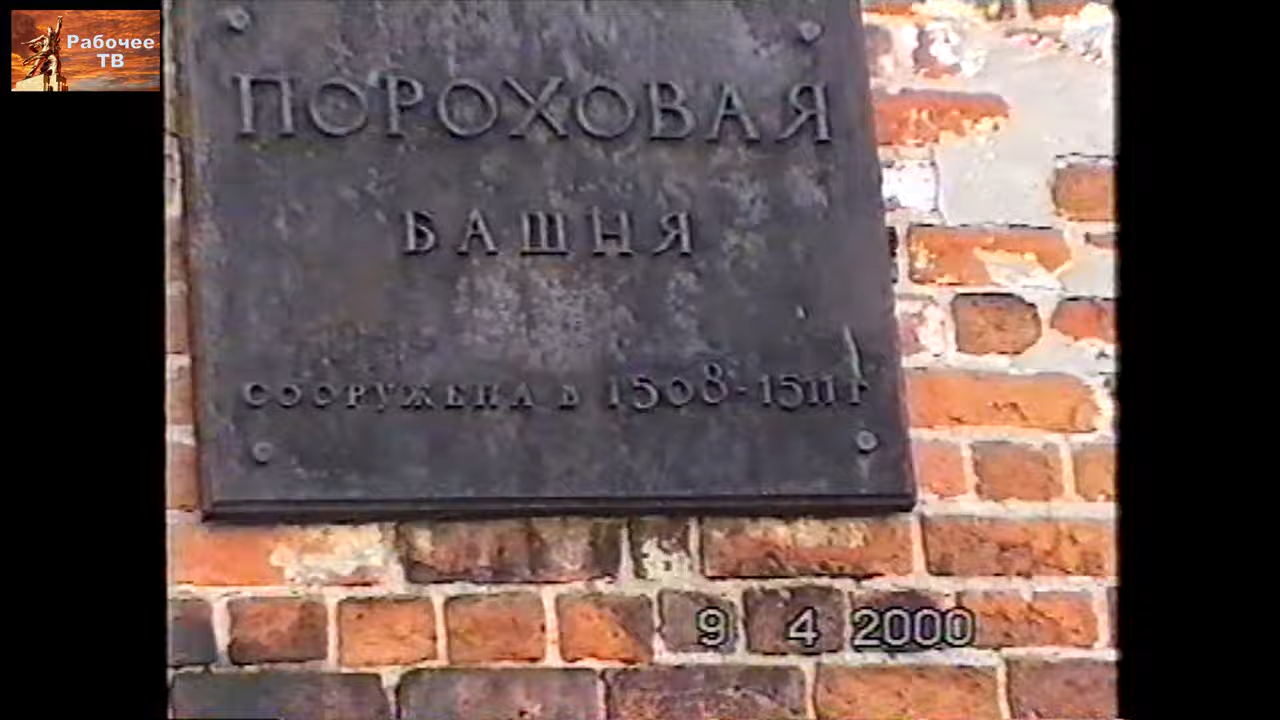 Рабочее
ТВ
ПОРОХОВАЯ
БАШНЯ
СООРУЖЕНА В 1508-1511 Г
9 4 2000